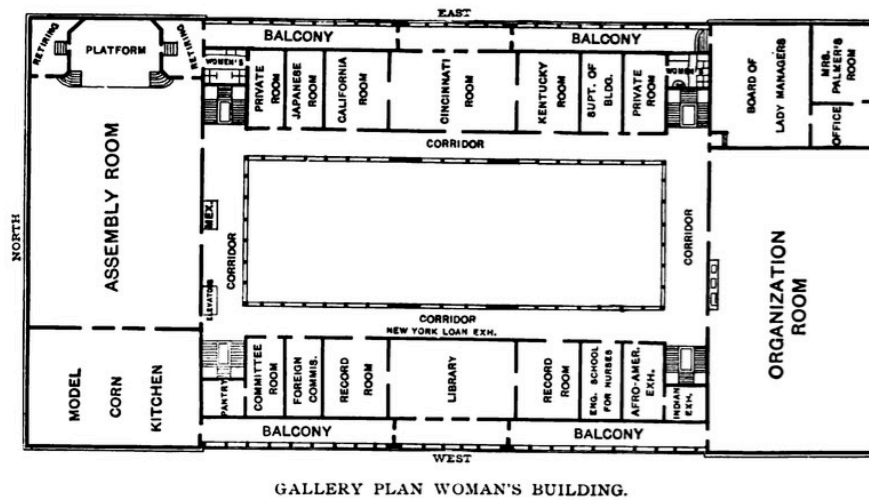 EAST
RETIRING
PLATFORM
RETIRING
BALCONY
BALCONY
WOMEN'S
PRIVATE ROOM
JAPANESE ROOM
CALIFORNIA ROOM
CINCINNATI ROOM
KENTUCKY ROOM
SUPT. OF BLDG.
PRIVATE ROOM
WOMEN'S
BOARD OF
LADY MANAGERS
MRS. PALMER'S ROOM
OFFICE
CORRIDOR
NORTH
ASSEMBLY ROOM
MEX.
ELEVATORS
CORRIDOR
CORRIDOR
ORGANIZATION
ROOM
CORRIDOR
NEW YORK LOAN EXH.
MODEL
CORN
KITCHEN
PANTRY
COMMITTEE ROOM
FOREIGN COMMIS.
RECORD ROOM
LIBRARY
RECORD ROOM
ENG. SCHOOL FOR NURSES
AFRO-AMER. EXH.
INDIAN EXH.
BALCONY
BALCONY
WEST
GALLERY PLAN WOMAN'S BUILDING.